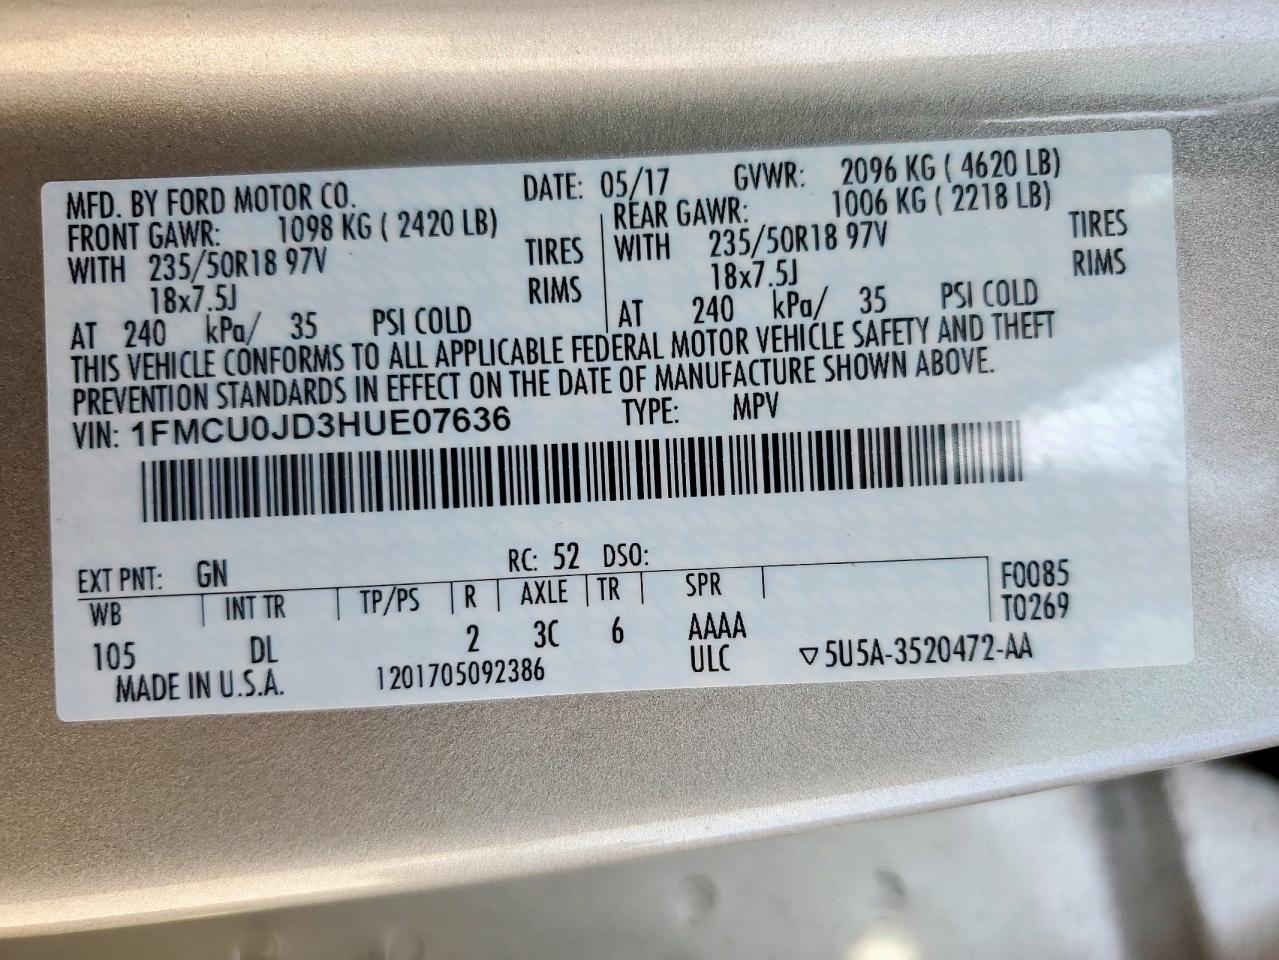 MFD. BY FORD MOTOR CO. DATE: 05/17 GVWR: 2096 KG ( 4620 LB)
FRONT GAWR: 1098 KG ( 2420 LB) REAR GAWR: 1006 KG ( 2218 LB)
WITH 235/50R18 97V TIRES WITH 235/50R18 97V TIRES
18x7.5J RIMS 18x7.5J RIMS
AT 240 kPa/ 35 PSI COLD AT 240 kPa/ 35 PSI COLD
THIS VEHICLE CONFORMS TO ALL APPLICABLE FEDERAL MOTOR VEHICLE SAFETY AND THEFT
PREVENTION STANDARDS IN EFFECT ON THE DATE OF MANUFACTURE SHOWN ABOVE.
VIN: 1FMCU0JD3HUE07636 TYPE: MPV
EXT PNT: GN RC: 52 DSO:
WB INT TR TP/PS R AXLE TR SPR F0085
T0269
105 DL 2 3C 6 AAAA
ULC ▽5U5A-3520472-AA
MADE IN U.S.A. 1201705092386